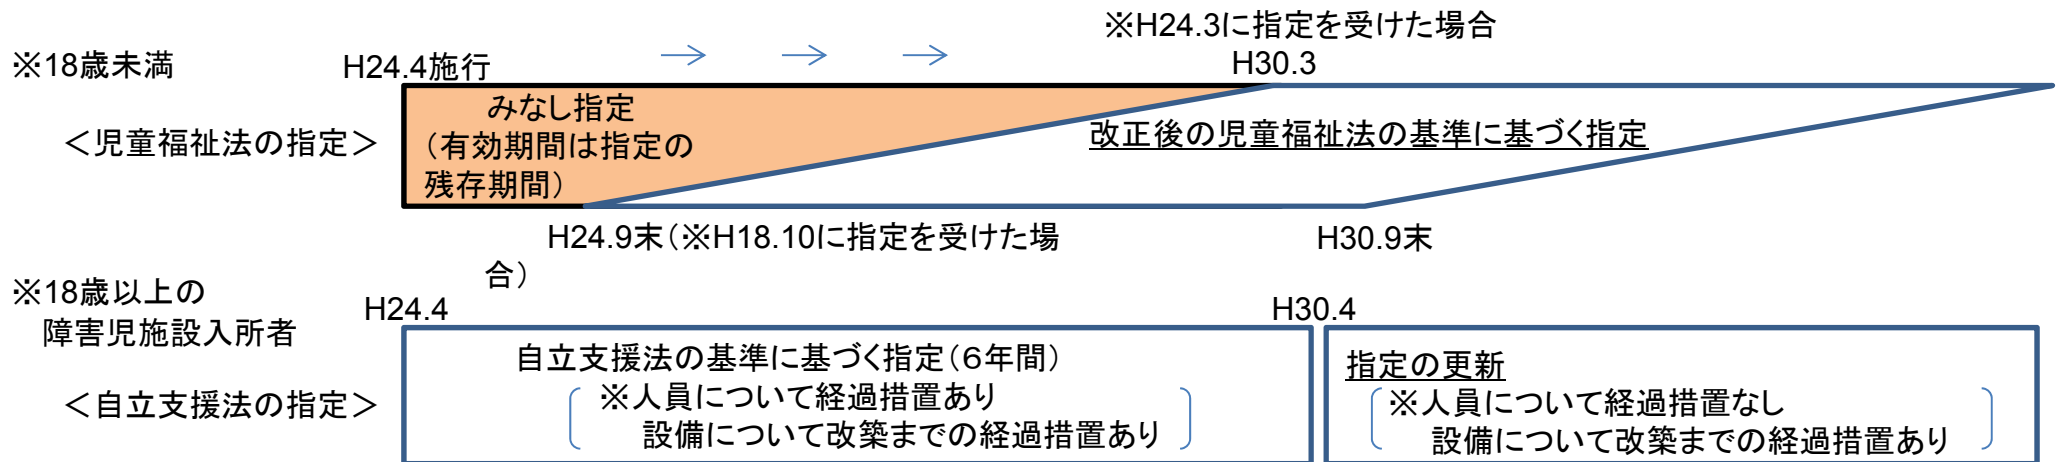 ※H24.3に指定を受けた場合
※18歳未満
H24.4施行
→ → →
H30.3
みなし指定
(有効期間は指定の
残存期間)
<児童福祉法の指定>
改正後の児童福祉法の基準に基づく指定
H24.9末(※H18.10に指定を受けた場
合)
H30.9末
※18歳以上の
障害児施設入所者
H24.4
H30.4
自立支援法の基準に基づく指定(6年間)
※人員について経過措置あり
設備について改築までの経過措置あり
<自立支援法の指定>
指定の更新
※人員について経過措置なし
設備について改築までの経過措置あり